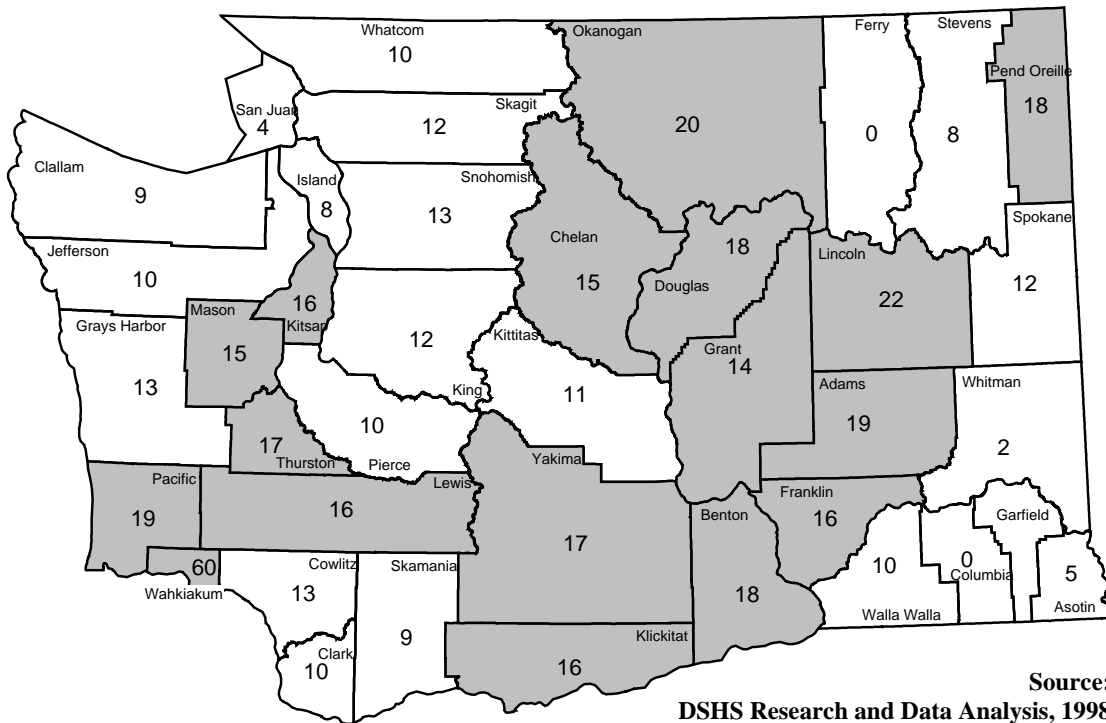 Whatcom
10
Okanogan
20
Ferry
0
Stevens
8
Pend Oreille
18
San Juan
4
Skagit
12
Clallam
9
Island
8
Snohomish
13
Chelan
15
Douglas
18
Lincoln
22
Spokane
12
Jefferson
10
Kitsap
16
Mason
15
Grays Harbor
13
King
12
Kittitas
11
Grant
14
Adams
19
Whitman
2
Pierce
10
Thurston
17
Yakima
17
Pacific
19
Lewis
16
Benton
18
Franklin
16
Garfield
Walla Walla
10
Columbia
0
Asotin
5
Wahkiakum
60
Cowlitz
13
Skamania
9
Clark
10
Klickitat
16
Source:
DSHS Research and Data Analysis, 1998